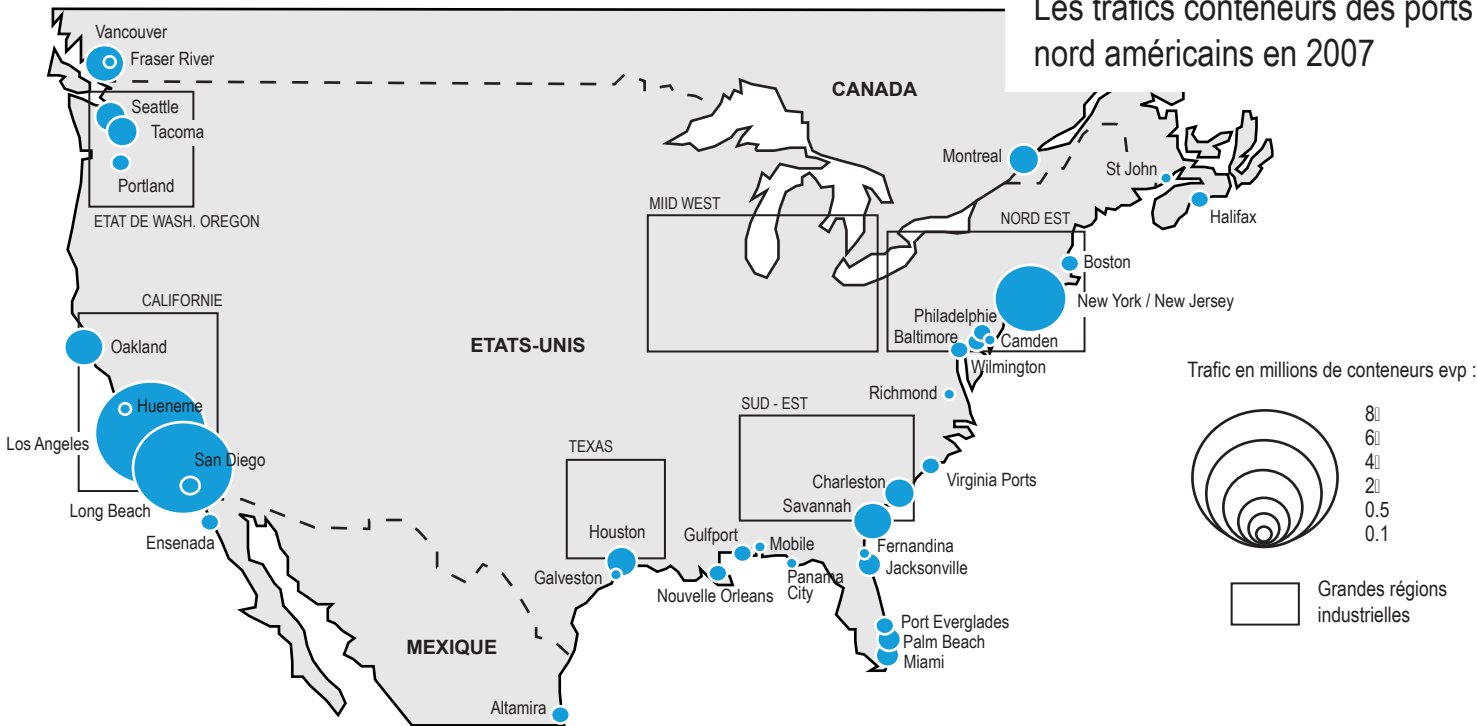 Les trafics conteneurs des ports
nord américains en 2007
Vancouver
Fraser River
CANADA
Seattle
Tacoma
Portland
ETAT DE WASH. OREGON
Montreal
St John
Halifax
MIID WEST
NORD EST
Boston
New York / New Jersey
Philadelphie
Baltimore
Camden
Wilmington
Richmond
CALIFORNIE
Oakland
ETATS-UNIS
Hueneme
Los Angeles
San Diego
Long Beach
Ensenada
SUD - EST
TEXAS
Virginia Ports
Charleston
Savannah
Houston
Gulfport
Mobile
Fernandina
Jacksonville
Galveston
Nouvelle Orleans
Panama
City
Port Everglades
Palm Beach
Miami
MEXIQUE
Altamira
Trafic en millions de conteneurs evp :
8
6
4
2
0.5
0.1
Grandes régions
industrielles